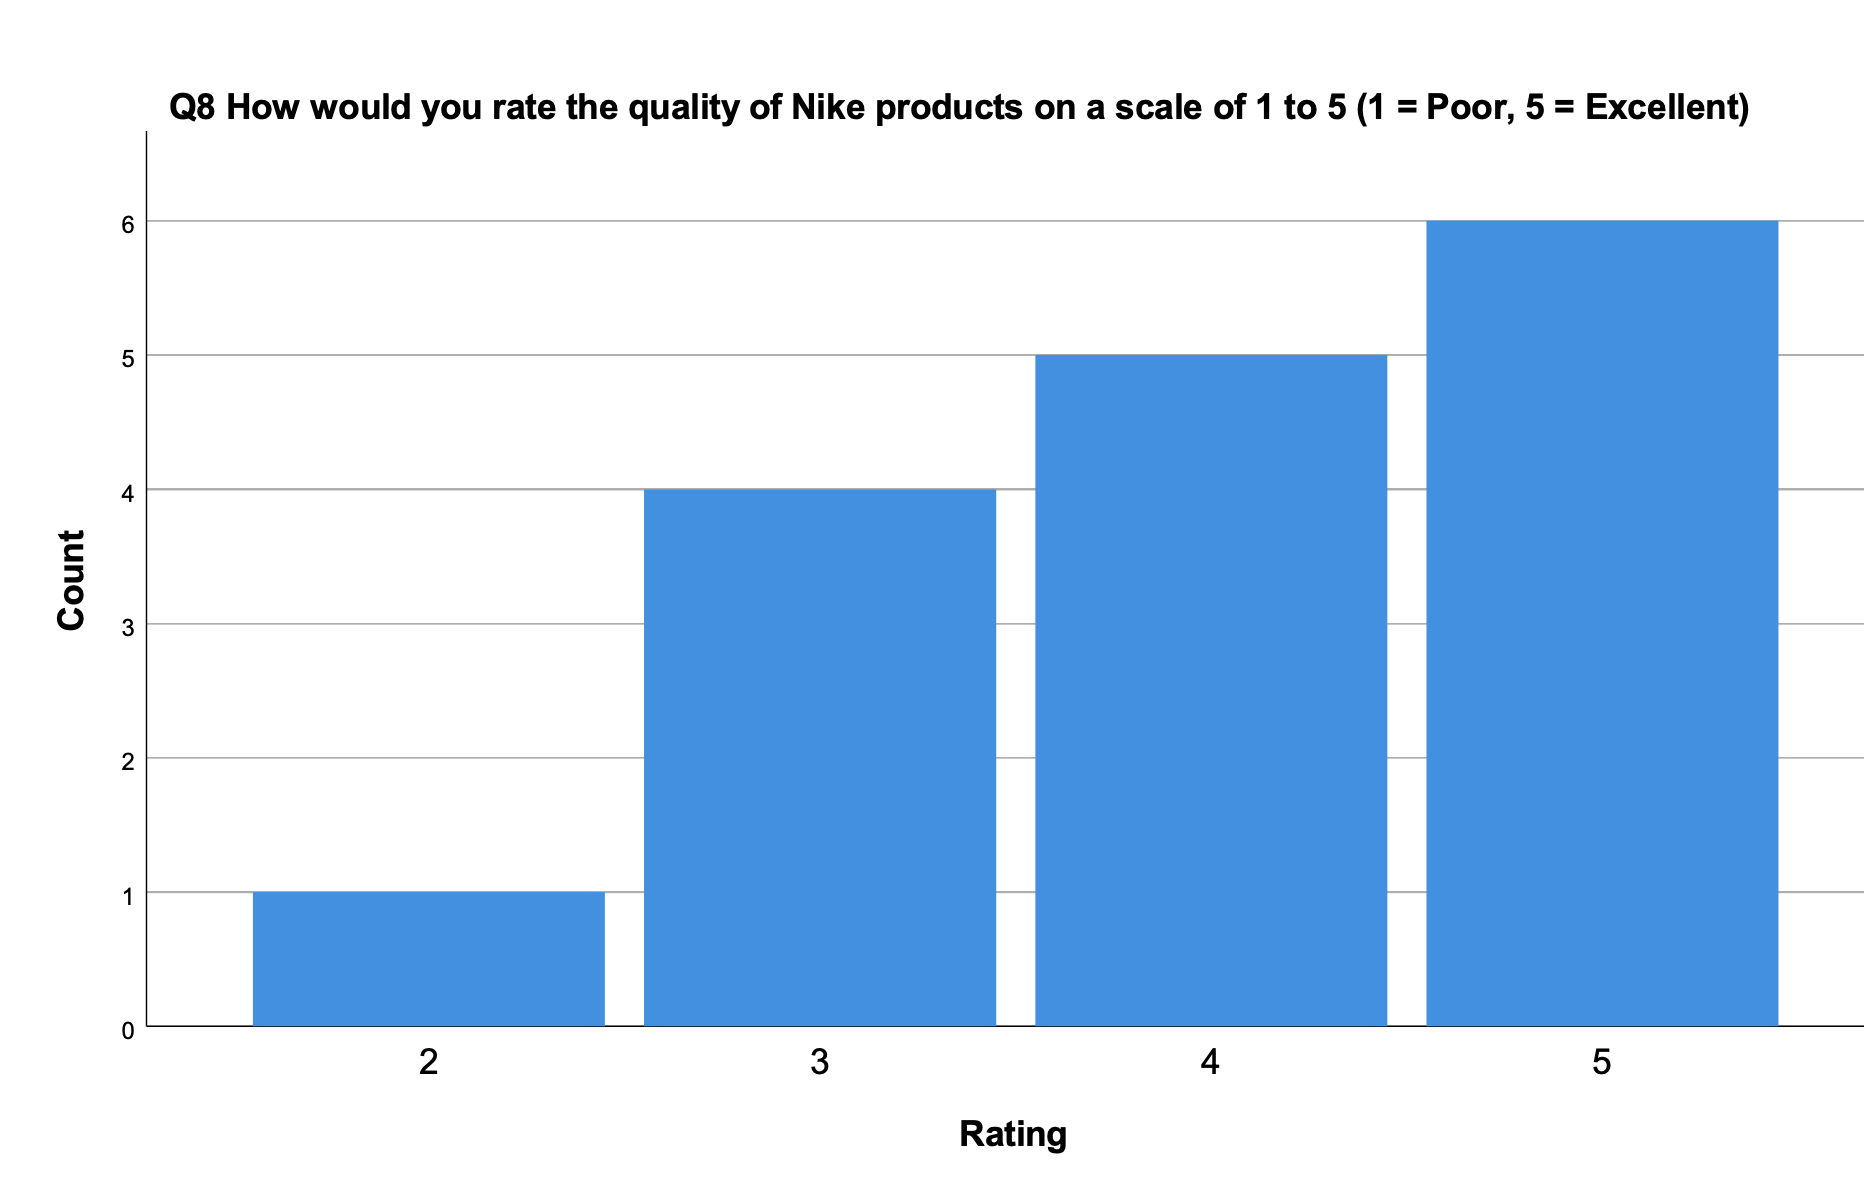 Q8 How would you rate the quality of Nike products on a scale of 1 to 5 (1 = Poor, 5 = Excellent)
6
5
4
3
2
1
0
Count
2 3 4 5
Rating